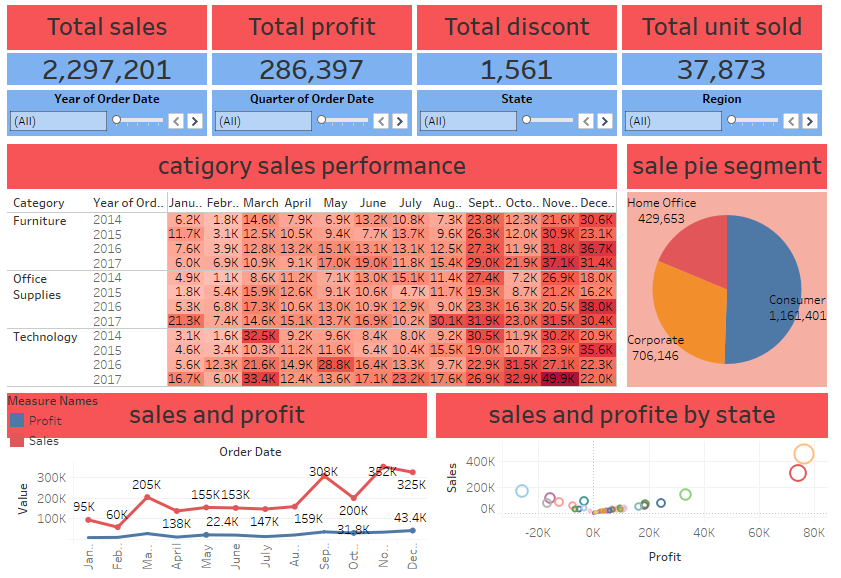 Total sales
Total profit
Total discont
Total unit sold
2,297,201
286,397
1,561
37,873
Year of Order Date
Quarter of Order Date
State
Region
(All)
(All)
(All)
(All)
catigory sales performance
Category Year of Ord.. Janu.. Febr.. March April May June July Aug.. Sept.. Octo.. Nove.. Dece..
Furniture 2014 6.2K 1.8K 14.6K 7.9K 6.9K 13.2K 10.8K 7.3K 23.8K 12.3K 21.6K 30.6K
2015 11.7K 3.1K 12.5K 10.5K 9.4K 7.7K 13.7K 9.6K 26.3K 12.0K 30.9K 23.1K
2016 7.6K 3.9K 12.8K 13.2K 15.1K 13.1K 13.1K 12.5K 27.3K 11.9K 31.8K 36.7K
2017 6.0K 6.9K 10.9K 9.1K 17.0K 19.0K 11.8K 15.4K 29.0K 21.9K 37.1K 31.4K
Office Supplies 2014 4.9K 1.1K 8.6K 11.2K 7.1K 13.0K 15.1K 11.4K 27.4K 7.2K 26.9K 18.0K
2015 1.8K 5.4K 15.9K 12.6K 9.1K 10.6K 4.7K 11.7K 19.3K 8.7K 21.2K 16.2K
2016 5.3K 6.8K 17.3K 10.6K 13.0K 10.9K 12.9K 9.0K 23.3K 16.3K 20.5K 38.0K
2017 21.3K 7.4K 14.6K 15.1K 13.7K 16.9K 10.2K 30.1K 31.9K 23.0K 31.5K 30.4K
Technology 2014 3.1K 1.6K 32.5K 9.2K 9.6K 8.4K 8.0K 9.2K 30.5K 11.9K 30.2K 20.9K
2015 4.6K 3.4K 10.3K 11.2K 11.6K 6.4K 10.4K 15.5K 19.0K 10.7K 23.9K 35.6K
2016 5.6K 12.3K 21.6K 14.9K 28.8K 16.4K 13.3K 9.7K 22.9K 31.5K 27.1K 22.3K
2017 16.7K 6.0K 33.4K 12.4K 13.6K 17.1K 23.2K 17.6K 26.9K 32.9K 49.9K 22.0K
sale pie segment
Home Office
429,653
Consumer
1,161,401
Corporate
706,146
Measure Names
Profit
Sales
sales and profit
Order Date
Value
300K
200K
100K
95K
60K
205K
138K
155K
22.4K
153K
147K
159K
308K
200K
31.8K
352K
325K
43.4K
Jan..
Feb..
Ma..
April
May
June
July
Au..
Sep..
Oct..
No..
Dec..
sales and profite by state
Sales
400K
200K
0K
-20K
0K
20K
40K
60K
80K
Profit